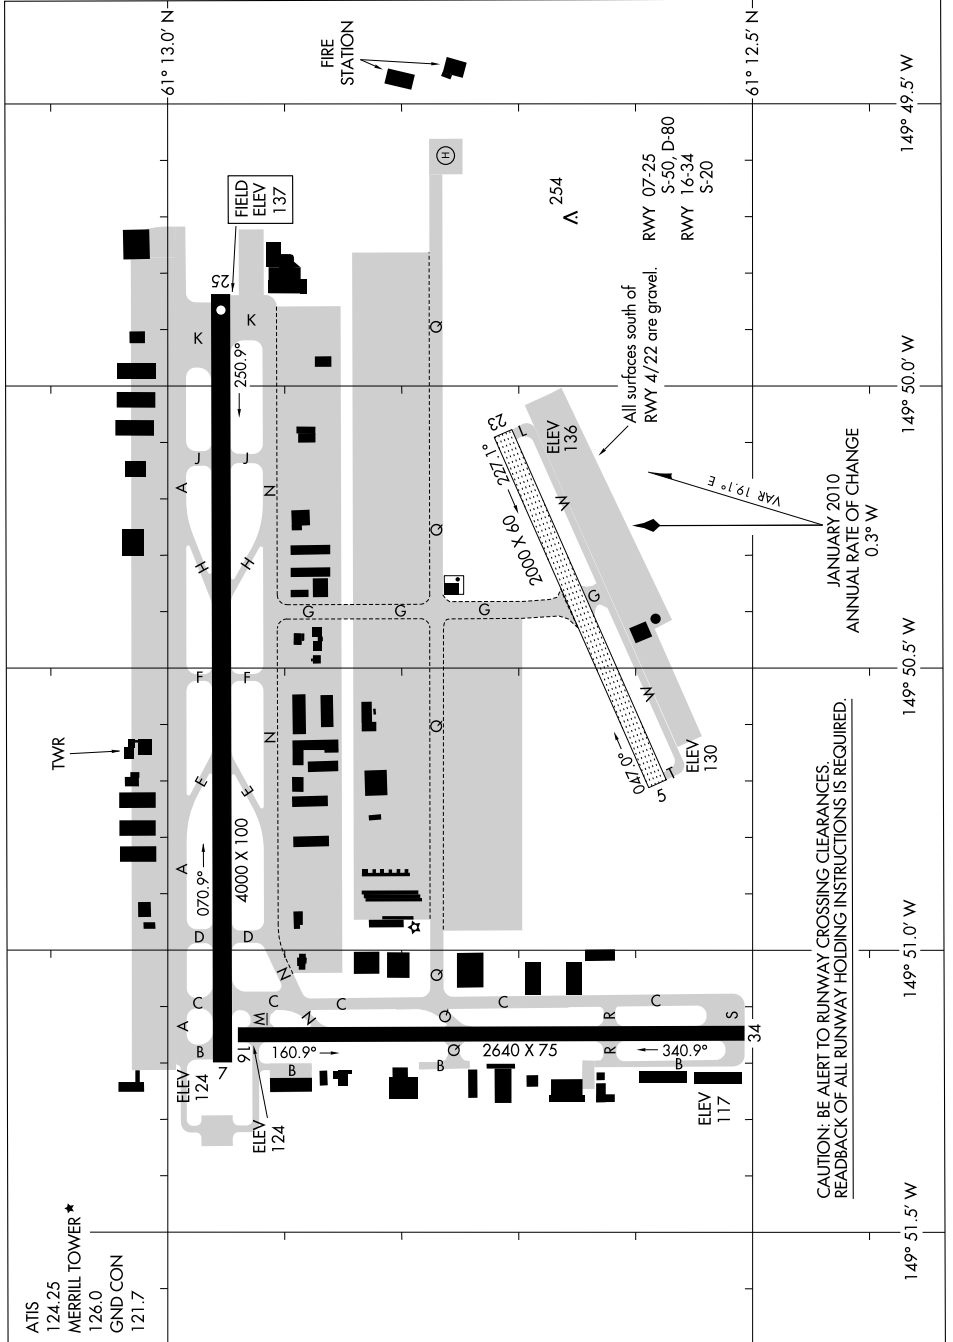 ATIS
124.25
MERRILL TOWER★
126.0
GND CON
121.7
TWR
FIRE
STATION
61° 13.0' N
61° 12.5' N
149° 49.5' W
149° 50.0' W
149° 50.5' W
149° 51.0' W
149° 51.5' W
FIELD
ELEV
137
H
254
RWY 07-25
S-50, D-80
RWY 16-34
S-20
All surfaces south of
RWY 4/22 are gravel.
25
K
K
250.9°
J
J
A
N
H
H
F
F
N
E
E
A
070.9°
4000 X 100
D
D
N
C
C
C
C
C
A
B
7
ELEV
124
16
M
N
ELEV
124
160.9°
B
Q
Q
B
2640 X 75
R
R
340.9°
B
S
34
ELEV
117
Q
Q
Q
Q
G
G
G
G
23
L
227.1°
ELEV
136
2000 X 60
M
M
047.0°
5
T
ELEV
130
VAR 19.1° E
JANUARY 2010
ANNUAL RATE OF CHANGE
0.3° W
CAUTION: BE ALERT TO RUNWAY CROSSING CLEARANCES.
READBACK OF ALL RUNWAY HOLDING INSTRUCTIONS IS REQUIRED.